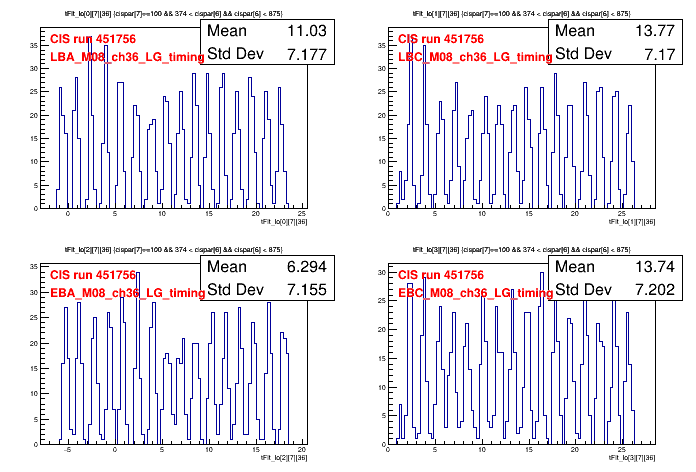 tFit_lo[0][7][36] {cispar[7]==100 && 374 < cispar[6] && cispar[6] < 875}
CIS run 451756
LBA_M08_ch36_LG_timing
Mean 11.03
Std Dev 7.177
35
30
25
20
15
10
5
0
0 5 10 15 20 25
tFit_lo[0][7][36]
tFit_lo[1][7][36] {cispar[7]==100 && 374 < cispar[6] && cispar[6] < 875}
CIS run 451756
LBC_M08_ch36_LG_timing
Mean 13.77
Std Dev 7.17
35
30
25
20
15
10
5
0
0 5 10 15 20 25
tFit_lo[1][7][36]
tFit_lo[2][7][36] {cispar[7]==100 && 374 < cispar[6] && cispar[6] < 875}
CIS run 451756
EBA_M08_ch36_LG_timing
Mean 6.294
Std Dev 7.155
35
30
25
20
15
10
5
0
-5 0 5 10 15 20
tFit_lo[2][7][36]
tFit_lo[3][7][36] {cispar[7]==100 && 374 < cispar[6] && cispar[6] < 875}
CIS run 451756
EBC_M08_ch36_LG_timing
Mean 13.74
Std Dev 7.202
30
25
20
15
10
5
0
0 5 10 15 20 25
tFit_lo[3][7][36]